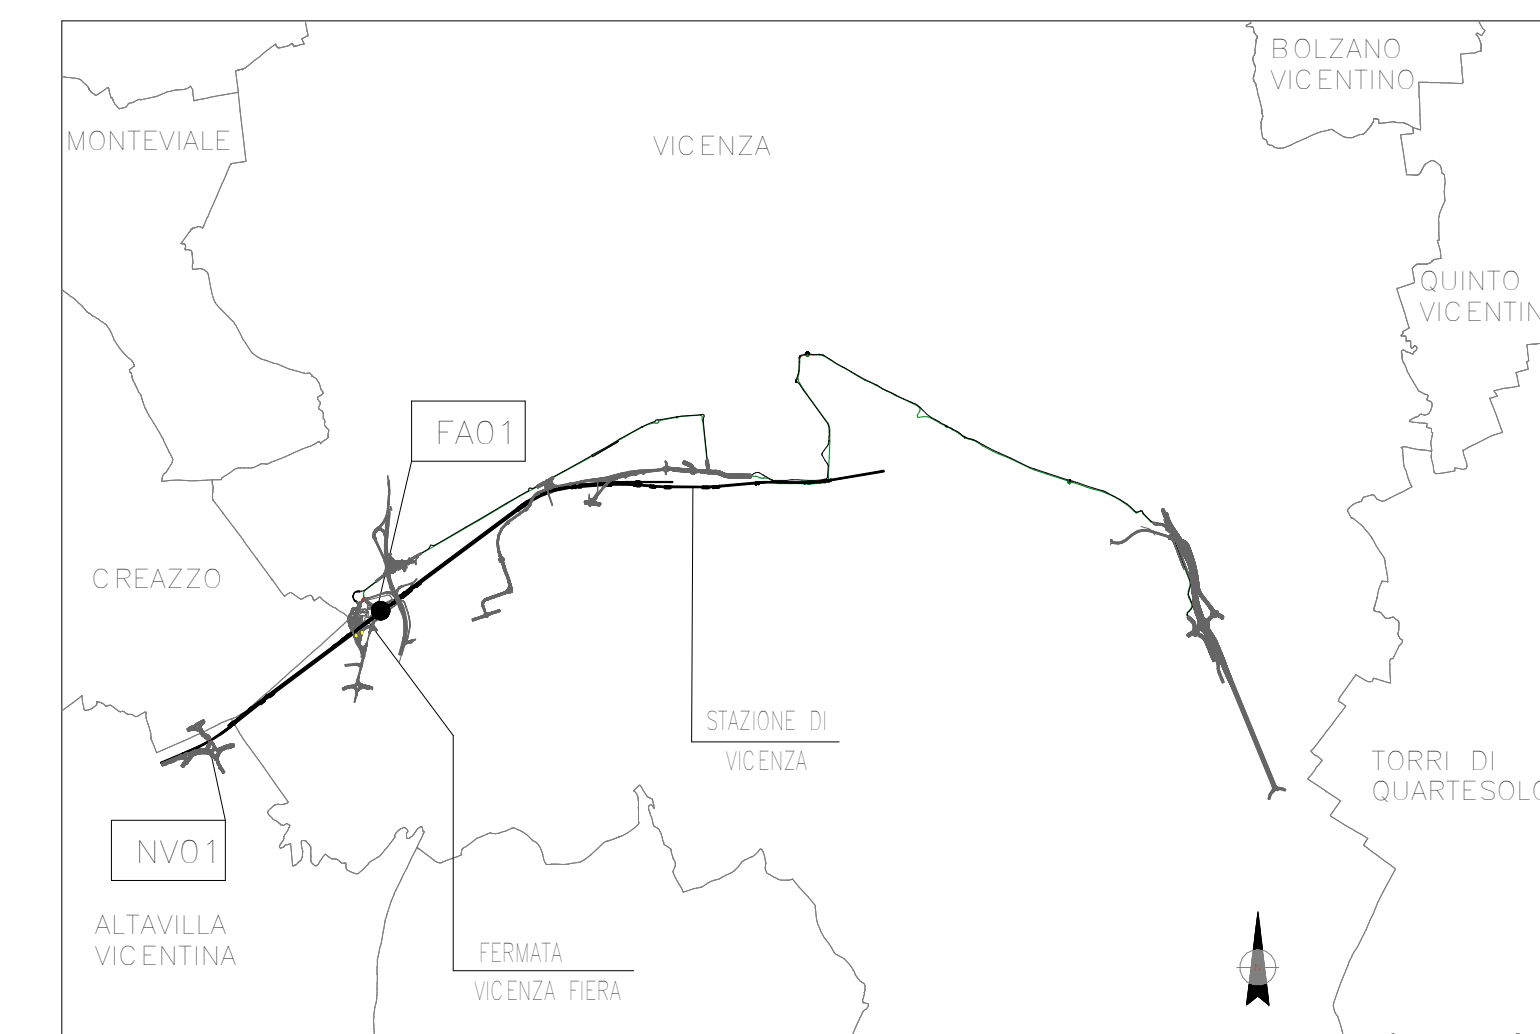 BOLZANO
VICENTINO
MONTEVIALE
VICENZA
QUINTO
VICENTIN
FA01
CREAZZO
STAZIONE DI
VICENZA
TORRI DI
QUARTESOLO
NV01
ALTAVILLA
VICENTINA
FERMATA
VICENZA FIERA